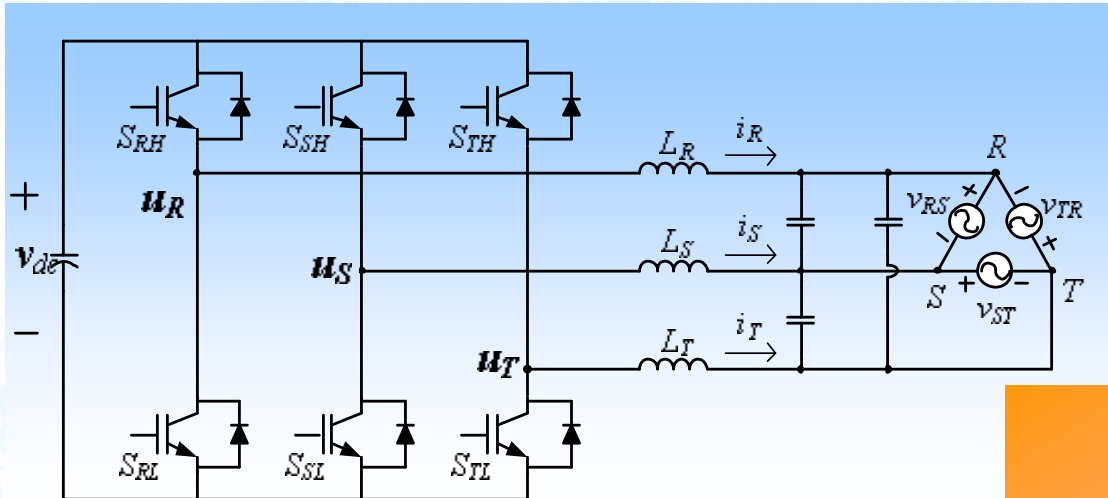 S_RH
S_SH
S_TH
L_R
i_R
R
+
u_R
v_RS
+
-
v_TR
v_dc
u_S
L_S
i_S
-
+
S
+
-
T
v_ST
−
u_T
L_T
i_T
S_RL
S_SL
S_TL